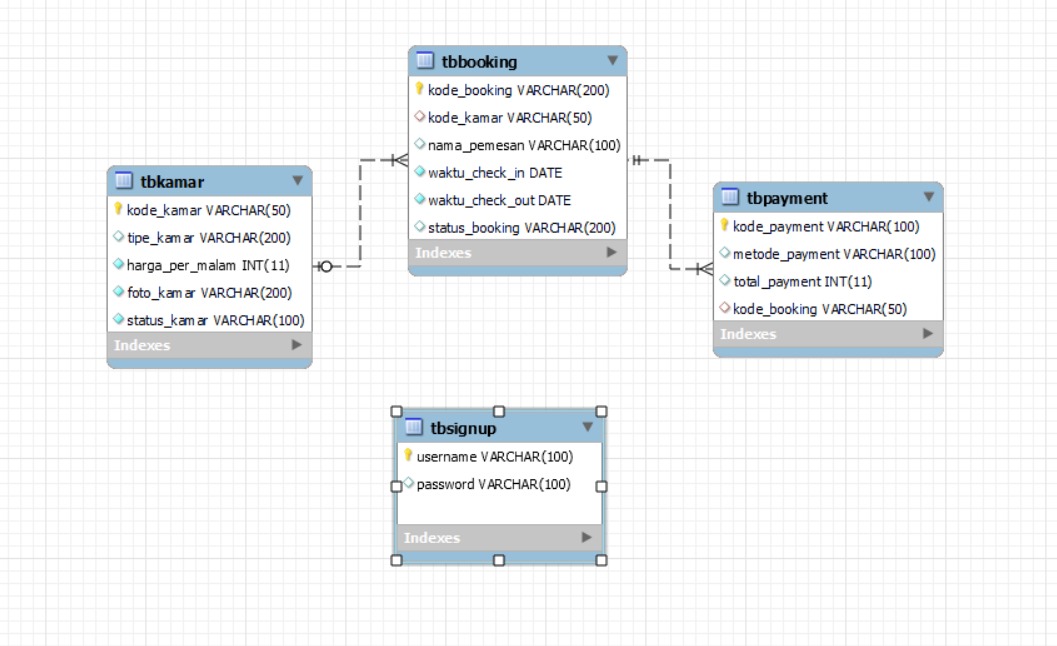 tbbooking
kode_booking VARCHAR(200)
kode_kamar VARCHAR(50)
nama_pemesan VARCHAR(100)
waktu_check_in DATE
waktu_check_out DATE
status_booking VARCHAR(200)
Indexes
tbkamar
kode_kamar VARCHAR(50)
tipe_kamar VARCHAR(200)
harga_per_malam INT(11)
foto_kamar VARCHAR(200)
status_kamar VARCHAR(100)
Indexes
tbpayment
kode_payment VARCHAR(100)
metode_payment VARCHAR(100)
total_payment INT(11)
kode_booking VARCHAR(50)
Indexes
tbsignup
username VARCHAR(100)
password VARCHAR(100)
Indexes